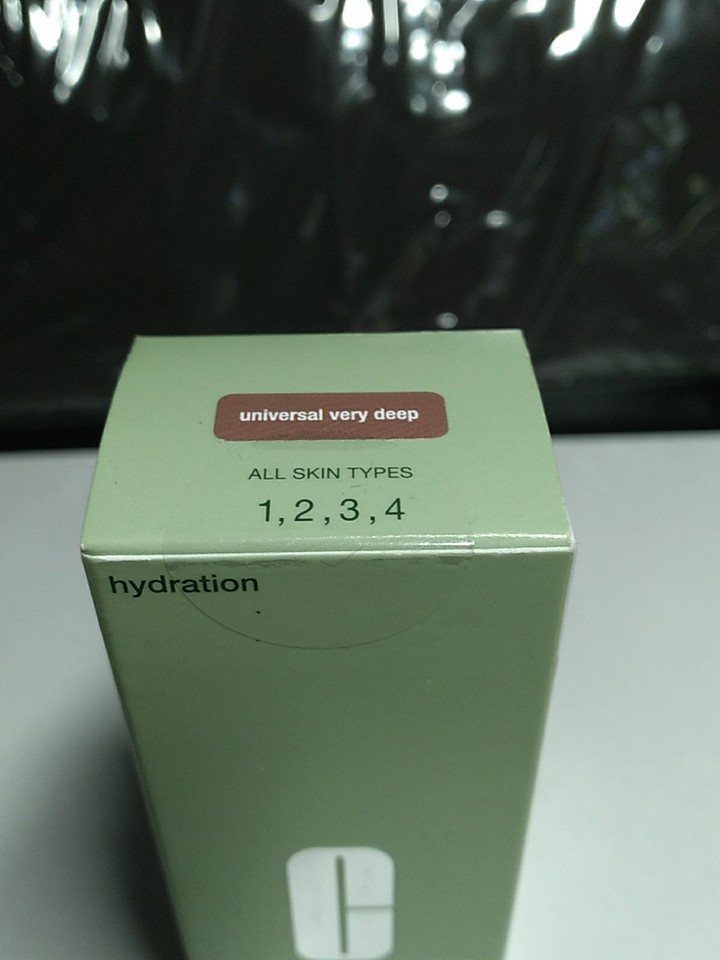 universal very deep
ALL SKIN TYPES
1,2,3,4
hydration